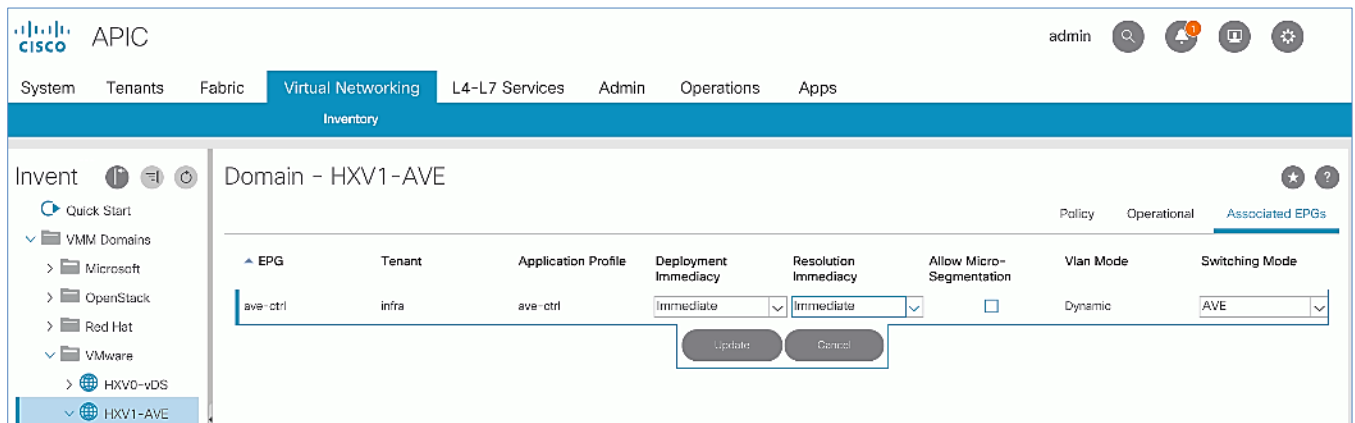 CISCO APIC admin 1
System Tenants Fabric Virtual Networking L4-L7 Services Admin Operations Apps
Inventory
Invent
Domain - HXV1-AVE
Quick Start
Policy Operational Associated EPGs
VMM Domains
EPG Tenant Application Profile Deployment Immediacy Resolution Immediacy Allow Micro-Segmentation Vlan Mode Switching Mode
Microsoft
OpenStack
ave-ctrl infra ave-ctrl Immediate Immediate Dynamic AVE
Red Hat
Update Cancel
VMware
HXV0-vDS
HXV1-AVE